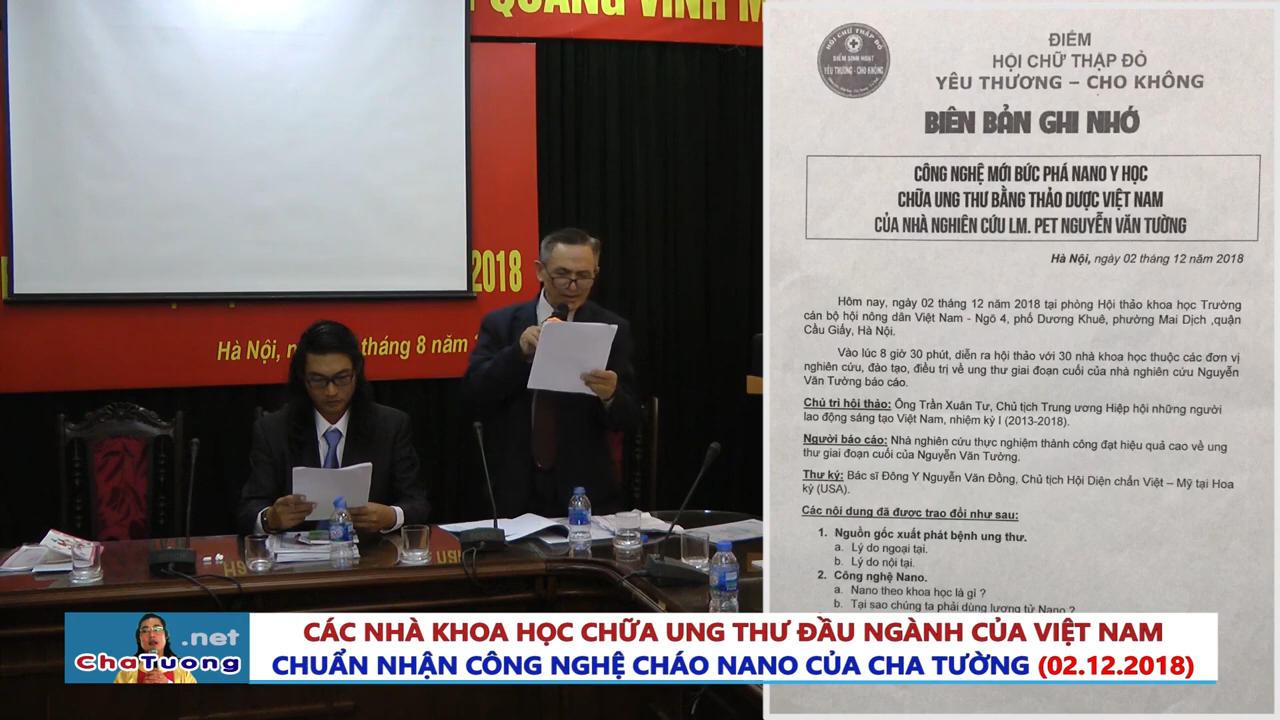 QUANG VINH M
2018
Hà Nội, n
tháng 8 năm 2
HỘI CHỮ THẬP ĐỎ
ĐIỂM SINH HOẠT
YÊU THƯƠNG - CHO KHÔNG
ĐIỂM
HỘI CHỮ THẬP ĐỎ
YÊU THƯƠNG – CHO KHÔNG
BIÊN BẢN GHI NHỚ
CÔNG NGHỆ MỚI BỨC PHÁ NANO Y HỌC
CHỮA UNG THƯ BẰNG THẢO DƯỢC VIỆT NAM
CỦA NHÀ NGHIÊN CỨU LM. PET NGUYỄN VĂN TƯỜNG
Hà Nội, ngày 02 tháng 12 năm 2018
Hôm nay, ngày 02 tháng 12 năm 2018 tại phòng Hội thảo khoa học Trường
cán bộ hội nông dân Việt Nam - Ngõ 4, phố Dương Khuê, phường Mai Dịch ,quận
Cầu Giấy, Hà Nội.
Vào lúc 8 giờ 30 phút, diễn ra hội thảo với 30 nhà khoa học thuộc các đơn vị
nghiên cứu, đào tạo, điều trị về ung thư giai đoạn cuối của nhà nghiên cứu Nguyễn
Văn Tường báo cáo.
Chủ trì hội thảo: Ông Trần Xuân Tư, Chủ tịch Trung ương Hiệp hội những người
lao động sáng tạo Việt Nam, nhiệm kỳ I (2013-2018).
Người báo cáo: Nhà nghiên cứu thực nghiệm thành công đạt hiệu quả cao về ung
thư giai đoạn cuối của Nguyễn Văn Tường.
Thư ký: Bác sĩ Đông Y Nguyễn Văn Đồng, Chủ tịch Hội Diện chẩn Việt – Mỹ tại Hoa
kỳ (USA).
Các nội dung đã được trao đổi như sau:
1. Nguồn gốc xuất phát bệnh ung thư.
a. Lý do ngoại tại.
b. Lý do nội tại.
2. Công nghệ Nano.
a. Nano theo khoa học là gì ?
b. Tại sao chúng ta phải dùng lượng tử Nano ?
.net
ChaTuong
CÁC NHÀ KHOA HỌC CHỮA UNG THƯ ĐẦU NGÀNH CỦA VIỆT NAM
CHUẨN NHẬN CÔNG NGHỆ CHÁO NANO CỦA CHA TƯỜNG (02.12.2018)